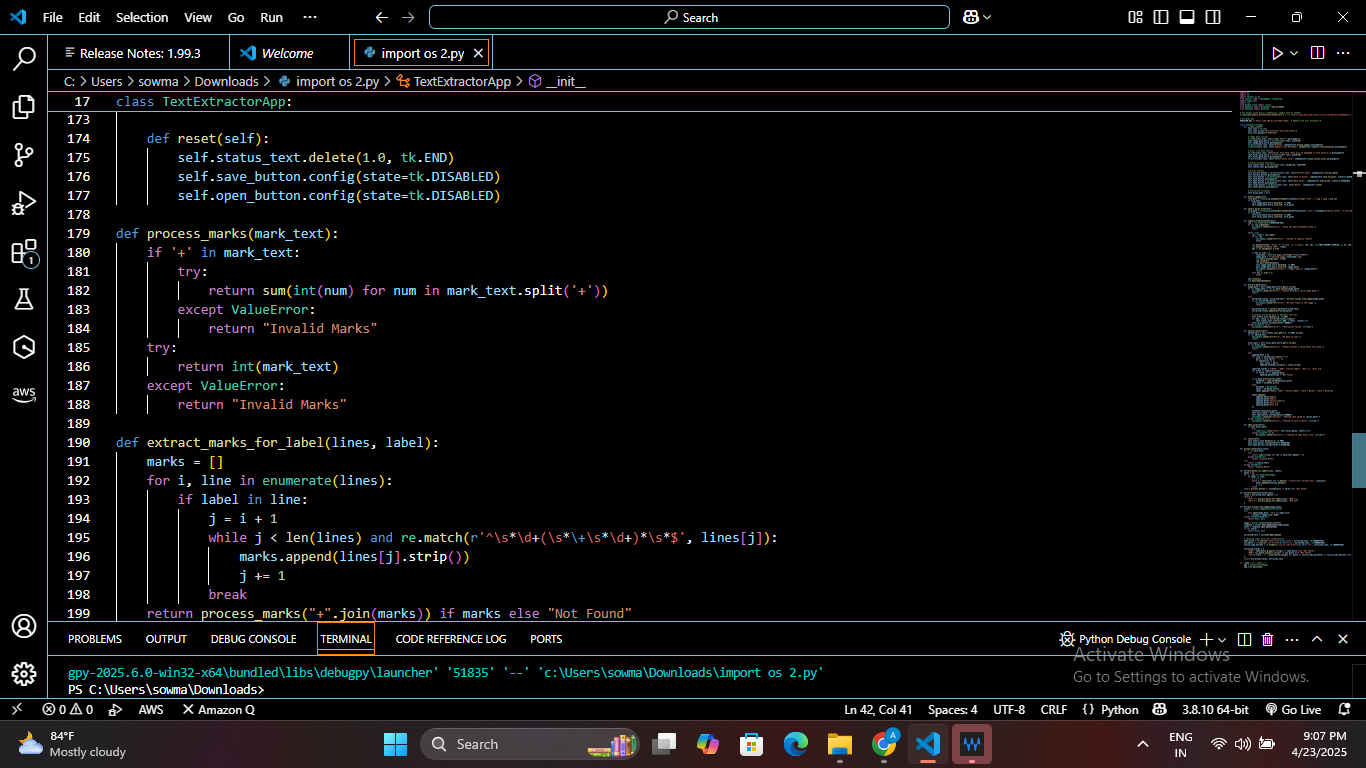 File Edit Selection View Go Run ··· Search
Release Notes: 1.99.3 Welcome import os 2.py
C: > Users > sowma > Downloads > import os 2.py > TextExtractorApp > __init__
17 class TextExtractorApp:
173
174 def reset(self):
175 self.status_text.delete(1.0, tk.END)
176 self.save_button.config(state=tk.DISABLED)
177 self.open_button.config(state=tk.DISABLED)
178
179 def process_marks(mark_text):
180 if '+' in mark_text:
181 try:
182 return sum(int(num) for num in mark_text.split('+'))
183 except ValueError:
184 return "Invalid Marks"
185 try:
186 return int(mark_text)
187 except ValueError:
188 return "Invalid Marks"
189
190 def extract_marks_for_label(lines, label):
191 marks = []
192 for i, line in enumerate(lines):
193 if label in line:
194 j = i + 1
195 while j < len(lines) and re.match(r'^\s*\d+(\s*\+\s*\d+)*\s*$', lines[j]):
196 marks.append(lines[j].strip())
197 j += 1
198 break
199 return process_marks("+".join(marks)) if marks else "Not Found"
PROBLEMS OUTPUT DEBUG CONSOLE TERMINAL CODE REFERENCE LOG PORTS Python Debug Console
gpy-2025.6.0-win32-x64\bundled\libs\debugpy\launcher' '51835' '--' 'c:\Users\sowma\Downloads\import os 2.py'
PS C:\Users\sowma\Downloads>
Activate Windows
Go to Settings to activate Windows.
1
aws
0 0 AWS Amazon Q Ln 42, Col 41 Spaces: 4 UTF-8 CRLF {} Python 3.8.10 64-bit Go Live
84°F
Mostly cloudy
Search
A
W
ENG
IN
9:07 PM
4/23/2025